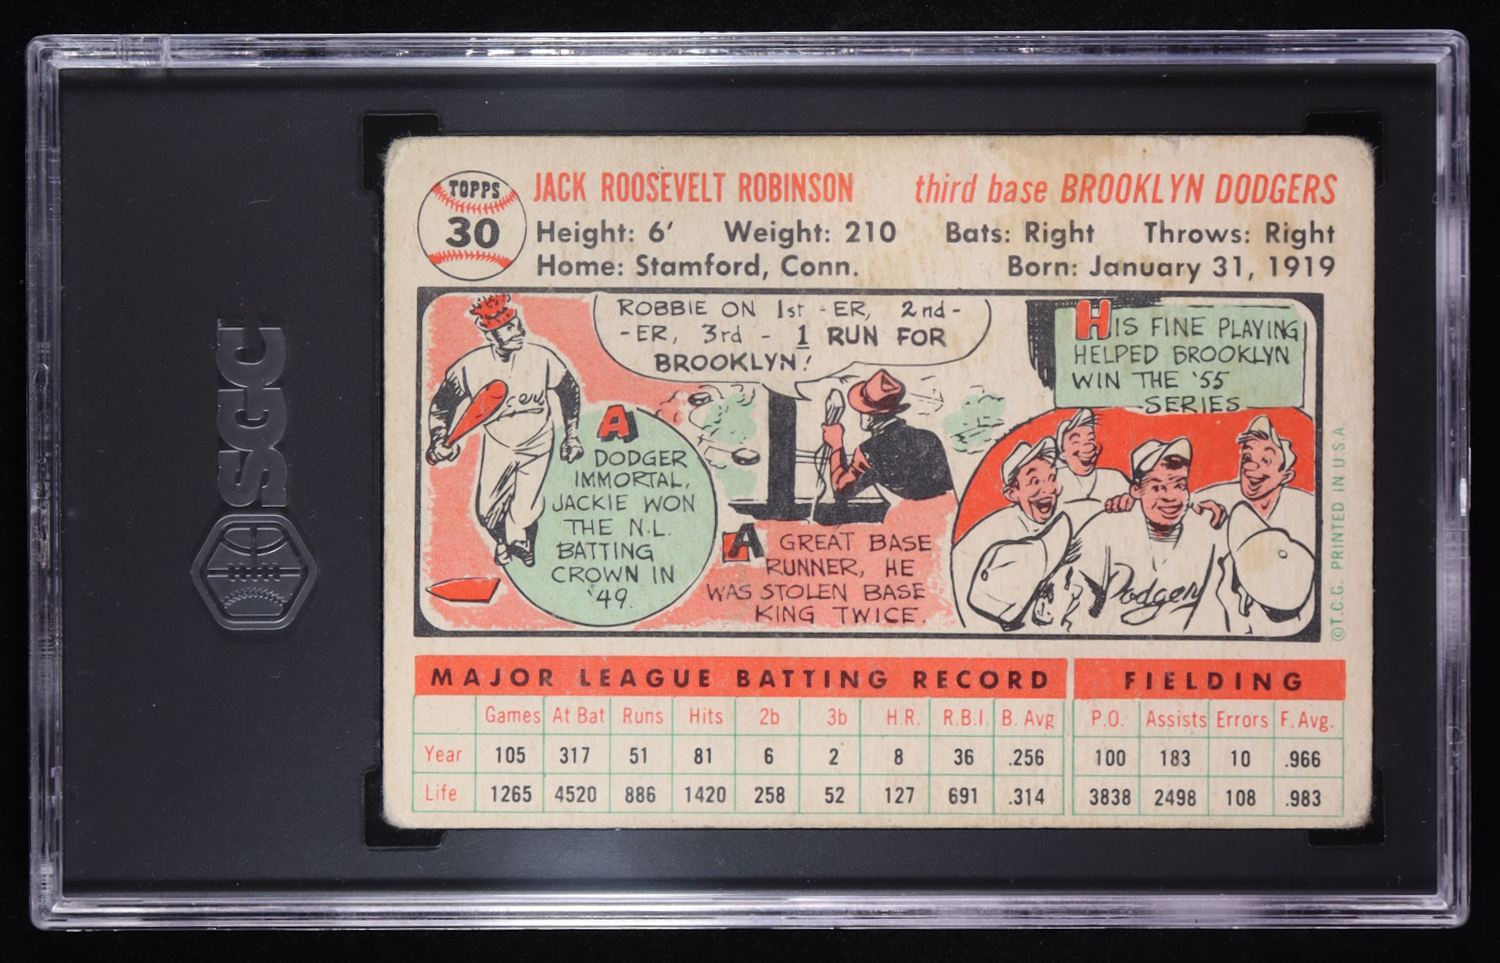 TOPPS
30
JACK ROOSEVELT ROBINSON third base BROOKLYN DODGERS
Height: 6' Weight: 210 Bats: Right Throws: Right
Home: Stamford, Conn. Born: January 31, 1919
ROBBIE ON 1st - ER, 2nd -
- ER, 3rd - 1 RUN FOR
BROOKLYN!
HIS FINE PLAYING
HELPED BROOKLYN
WIN THE '55
SERIES
A
DODGER
IMMORTAL,
JACKIE WON
THE N.L.
BATTING
CROWN IN
'49.
A GREAT BASE
RUNNER, HE
WAS STOLEN BASE
KING TWICE.
Dodgers
©T.C.G. PRINTED IN U.S.A.
SGC
MAJOR LEAGUE BATTING RECORD FIELDING
Games At Bat Runs Hits 2b 3b H.R. R.B.I. B. Avg P.O. Assists Errors F. Avg.
Year 105 317 51 81 6 2 8 36 .256 100 183 10 .966
Life 1265 4520 886 1420 258 52 127 691 .314 3838 2498 108 .983